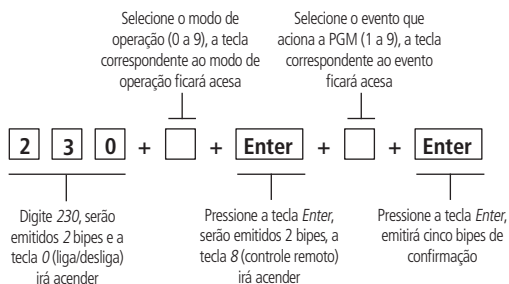 Selecione o modo de
operação (0 a 9), a tecla
correspondente ao modo de
operação ficará acesa
Selecione o evento que
aciona a PGM (1 a 9), a tecla
correspondente ao evento
ficará acesa
2 3 0 + + Enter + + Enter
Digite 230, serão
emitidos 2 bipes e a
tecla 0 (liga/desliga)
irá acender
Pressione a tecla Enter,
serão emitidos 2 bipes, a
tecla 8 (controle remoto)
irá acender
Pressione a tecla Enter,
emitirá cinco bipes de
confirmação